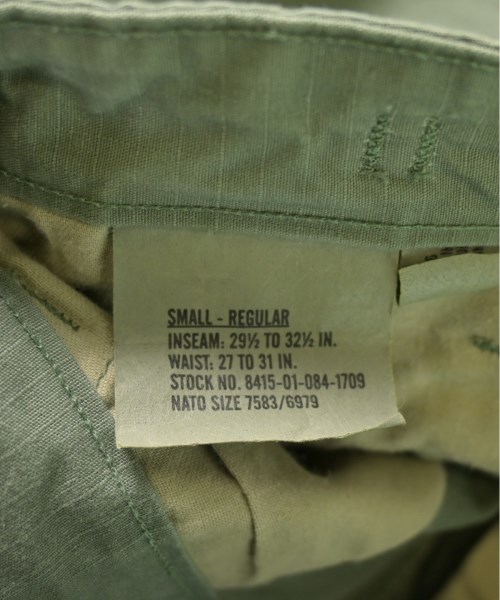 SMALL - REGULAR
INSEAM: 29½ TO 32½ IN.
WAIST: 27 TO 31 IN.
STOCK NO. 8415-01-084-1709
NATO SIZE 7583/6979